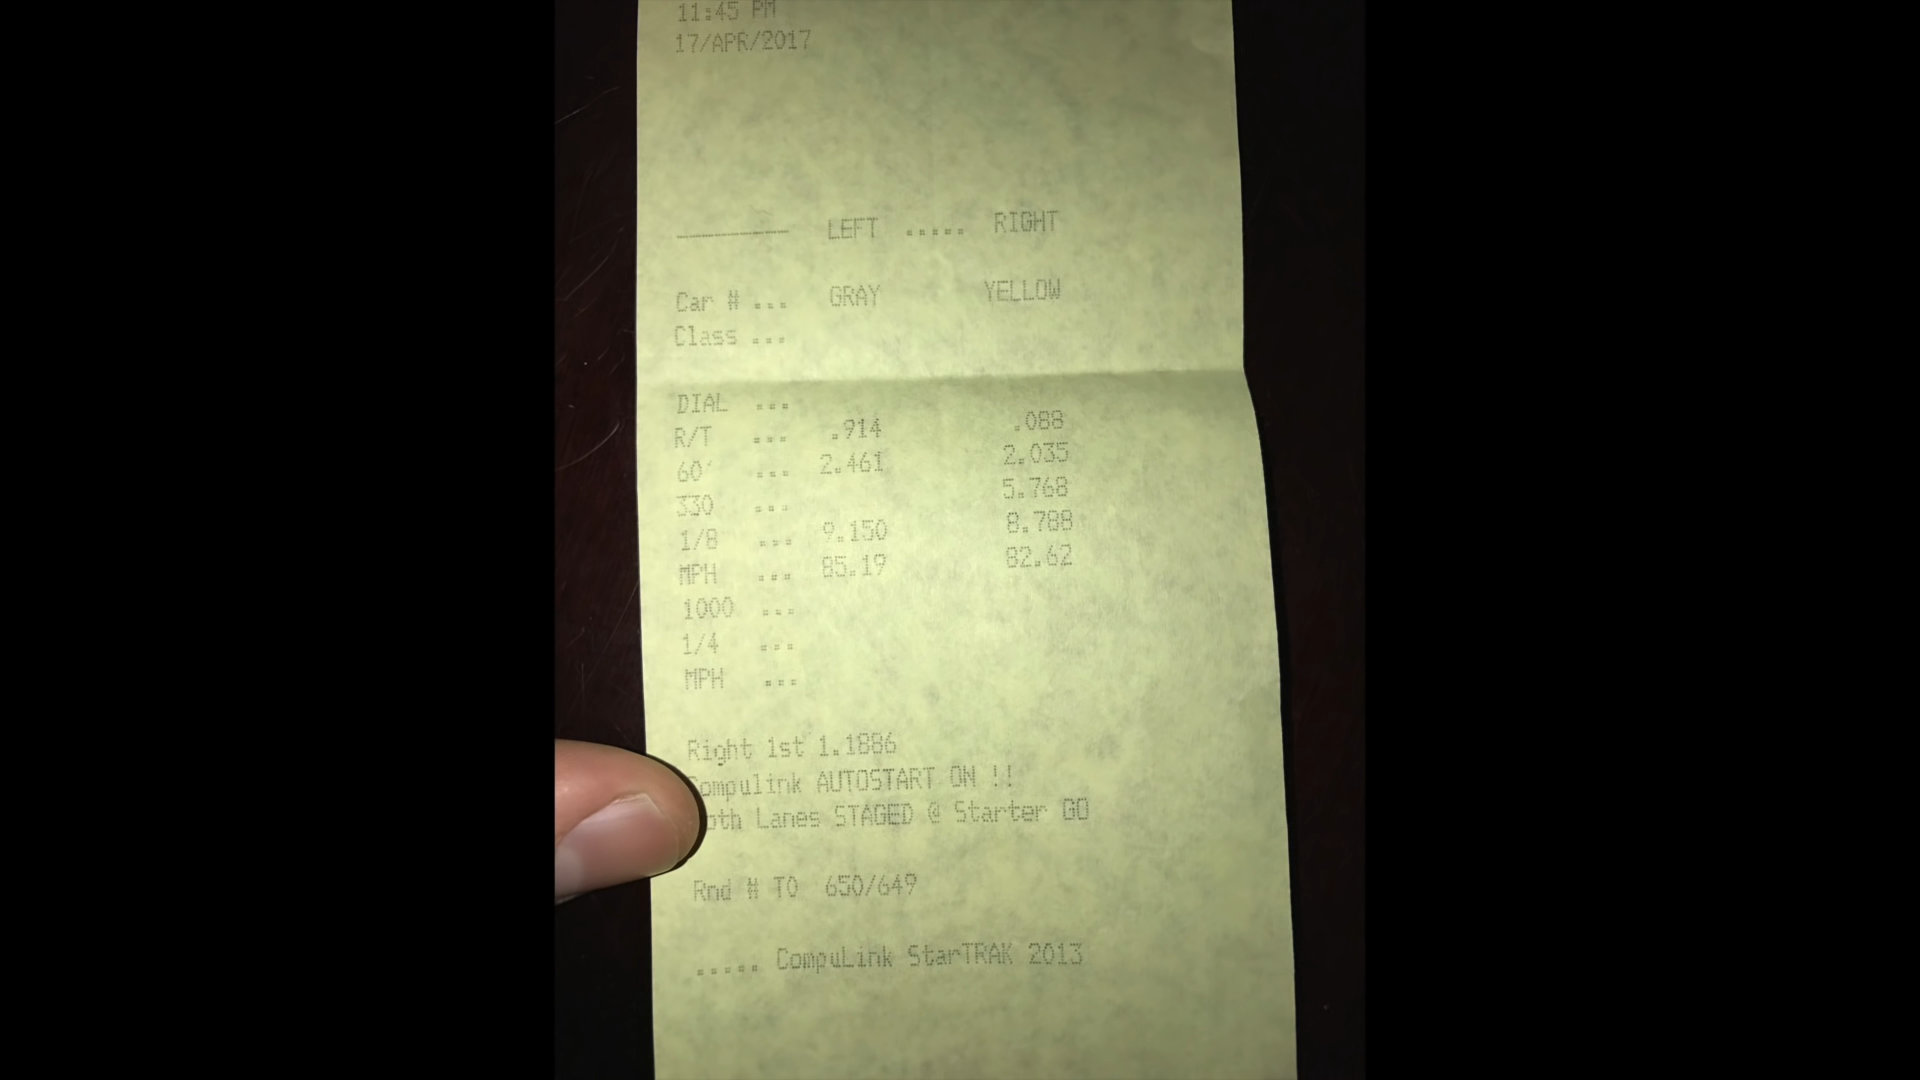 11:45 PM
17/APR/2017
--------- LEFT ..... RIGHT
Car # ... GRAY YELLOW
Class ...
DIAL ...
R/T ... .914 .088
60' ... 2.461 2.035
330 ... 5.768
1/8 ... 9.150 8.788
MPH ... 85.19 82.62
1000 ...
1/4 ...
MPH ...
Right 1st 1.1886
ompulink AUTOSTART ON !!
oth Lanes STAGED @ Starter GO
Rnd # TO 650/649
..... CompuLink StarTRAK 2013